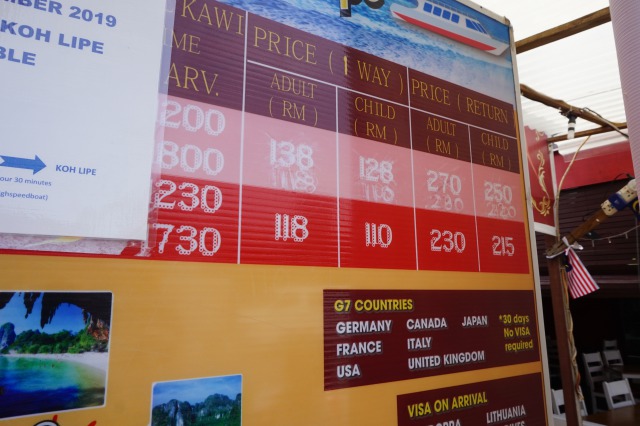 MBER 2019
KOH LIPE
BLE
KOH LIPE
our 30 minutes
ghspeedboat)
KAWI
ME
ARV.
PRICE ( 1 WAY )
PRICE ( RETURN )
ADULT
( RM )
CHILD
( RM )
ADULT
( RM )
CHILD
( RM )
200
800
138
128
270
250
230
730
118
110
230
215
G7 COUNTRIES
GERMANY CANADA JAPAN
FRANCE ITALY
USA UNITED KINGDOM
*30 days
No VISA
required
VISA ON ARRIVAL
LITHUANIA